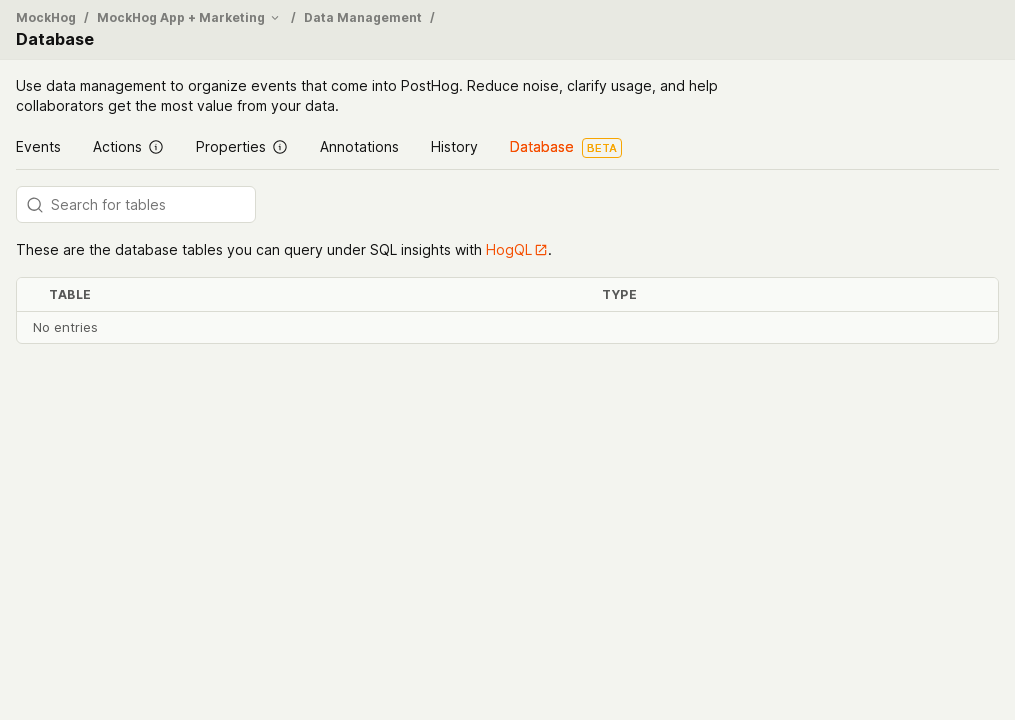 MockHog / MockHog App + Marketing / Data Management /
Database
Use data management to organize events that come into PostHog. Reduce noise, clarify usage, and help
collaborators get the most value from your data.
Events Actions Properties Annotations History Database BETA
Search for tables
These are the database tables you can query under SQL insights with HogQL.
TABLE TYPE
No entries